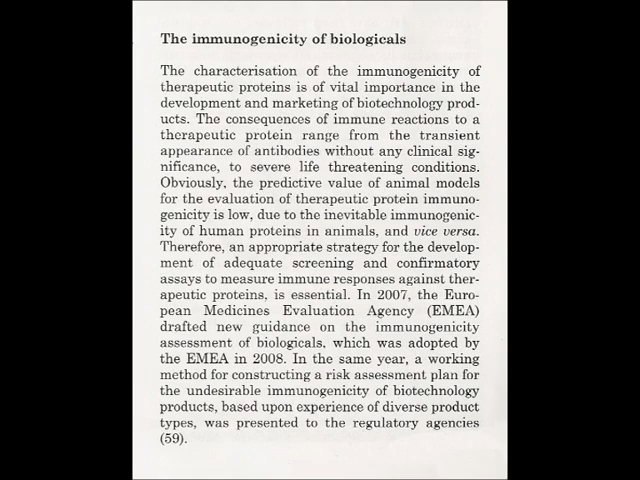 The immunogenicity of biologicals
The characterisation of the immunogenicity of
therapeutic proteins is of vital importance in the
development and marketing of biotechnology prod-
ucts. The consequences of immune reactions to a
therapeutic protein range from the transient
appearance of antibodies without any clinical sig-
nificance, to severe life threatening conditions.
Obviously, the predictive value of animal models
for the evaluation of therapeutic protein immuno-
genicity is low, due to the inevitable immunogenic-
ity of human proteins in animals, and vice versa.
Therefore, an appropriate strategy for the develop-
ment of adequate screening and confirmatory
assays to measure immune responses against ther-
apeutic proteins, is essential. In 2007, the Euro-
pean Medicines Evaluation Agency (EMEA)
drafted new guidance on the immunogenicity
assessment of biologicals, which was adopted by
the EMEA in 2008. In the same year, a working
method for constructing a risk assessment plan for
the undesirable immunogenicity of biotechnology
products, based upon experience of diverse product
types, was presented to the regulatory agencies
(59).